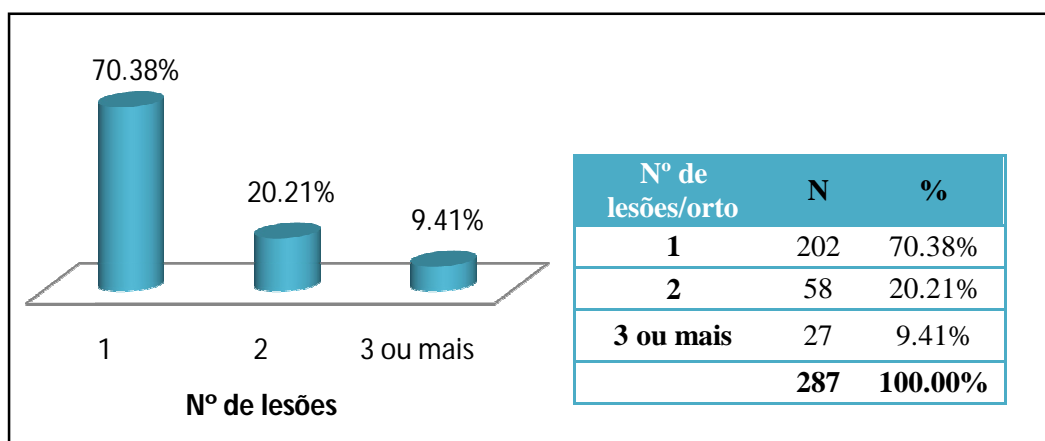 70.38%
20.21%
9.41%
1 2 3 ou mais
Nº de lesões
Nº de lesões/orto N %
1 202 70.38%
2 58 20.21%
3 ou mais 27 9.41%
287 100.00%